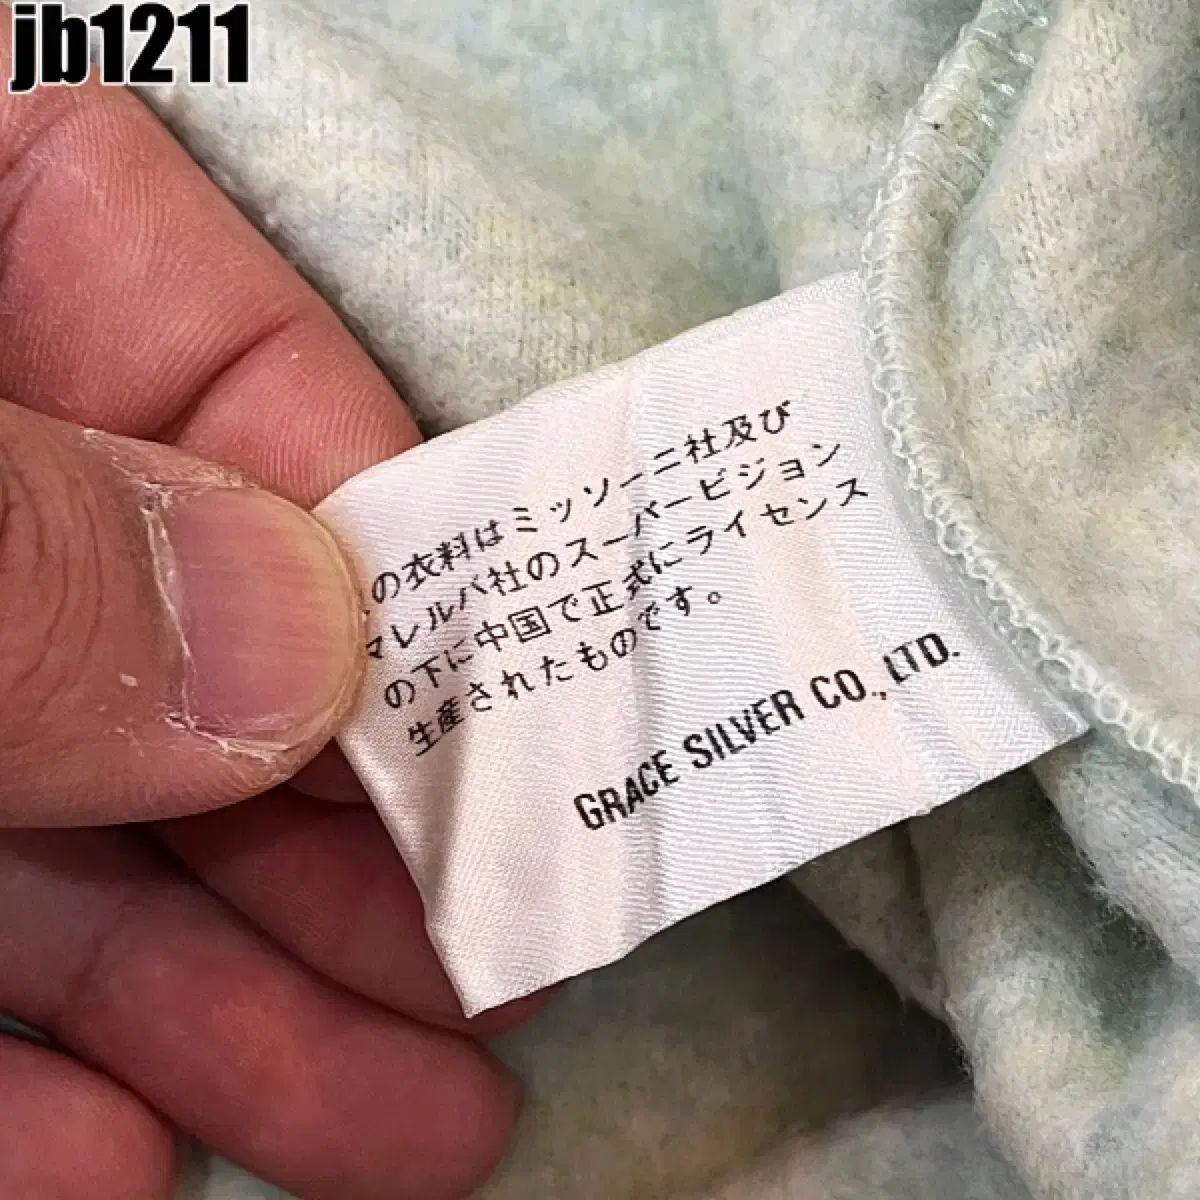 jb1211
の衣料はミッソーニ社及び
マレルバ社のスーパービジョン
の下に中国で正式にライセンス
生産されたものです。
GRACE SILVER CO., LTD.